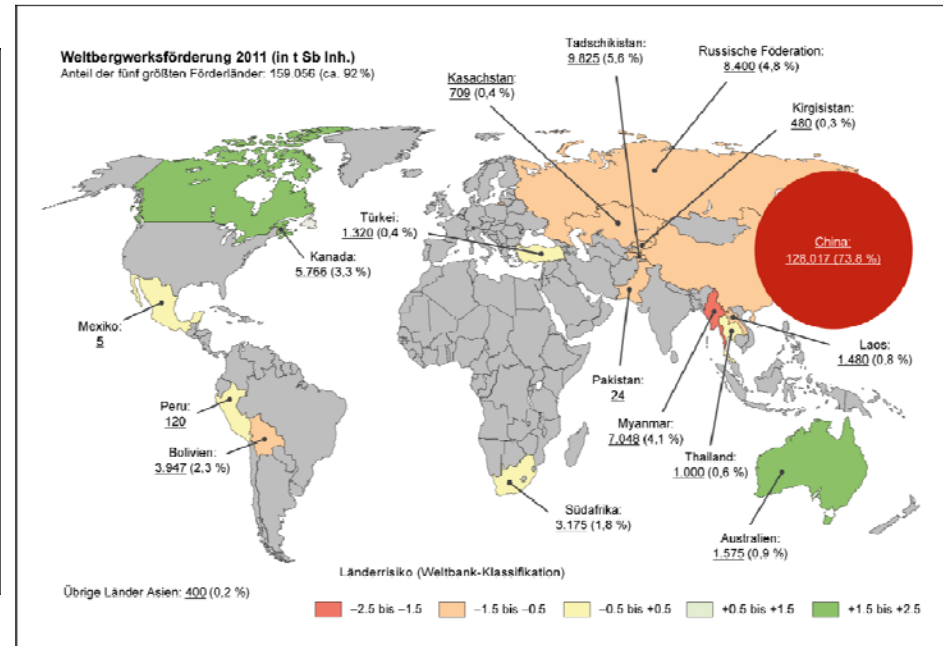 Weltbergwerksförderung 2011 (in t Sb Inh.)
Anteil der fünf größten Förderländer: 159.056 (ca. 92 %)
Tadschikistan:
9.825 (5,6 %)
Russische Föderation:
8.400 (4,8 %)
Kasachstan:
709 (0,4 %)
Kirgisistan:
480 (0,3 %)
Türkei:
1.320 (0,4 %)
China:
128.017 (73,8 %)
Kanada:
5.766 (3,3 %)
Mexiko:
5
Laos:
1.480 (0,8 %)
Pakistan:
24
Peru:
120
Myanmar:
7.048 (4,1 %)
Bolivien:
3.947 (2,3 %)
Thailand:
1.000 (0,6 %)
Südafrika:
3.175 (1,8 %)
Australien:
1.575 (0,9 %)
Länderrisiko (Weltbank-Klassifikation)
Übrige Länder Asien: 400 (0,2 %)
–2.5 bis –1.5
–1.5 bis –0.5
–0.5 bis +0.5
+0.5 bis +1.5
+1.5 bis +2.5